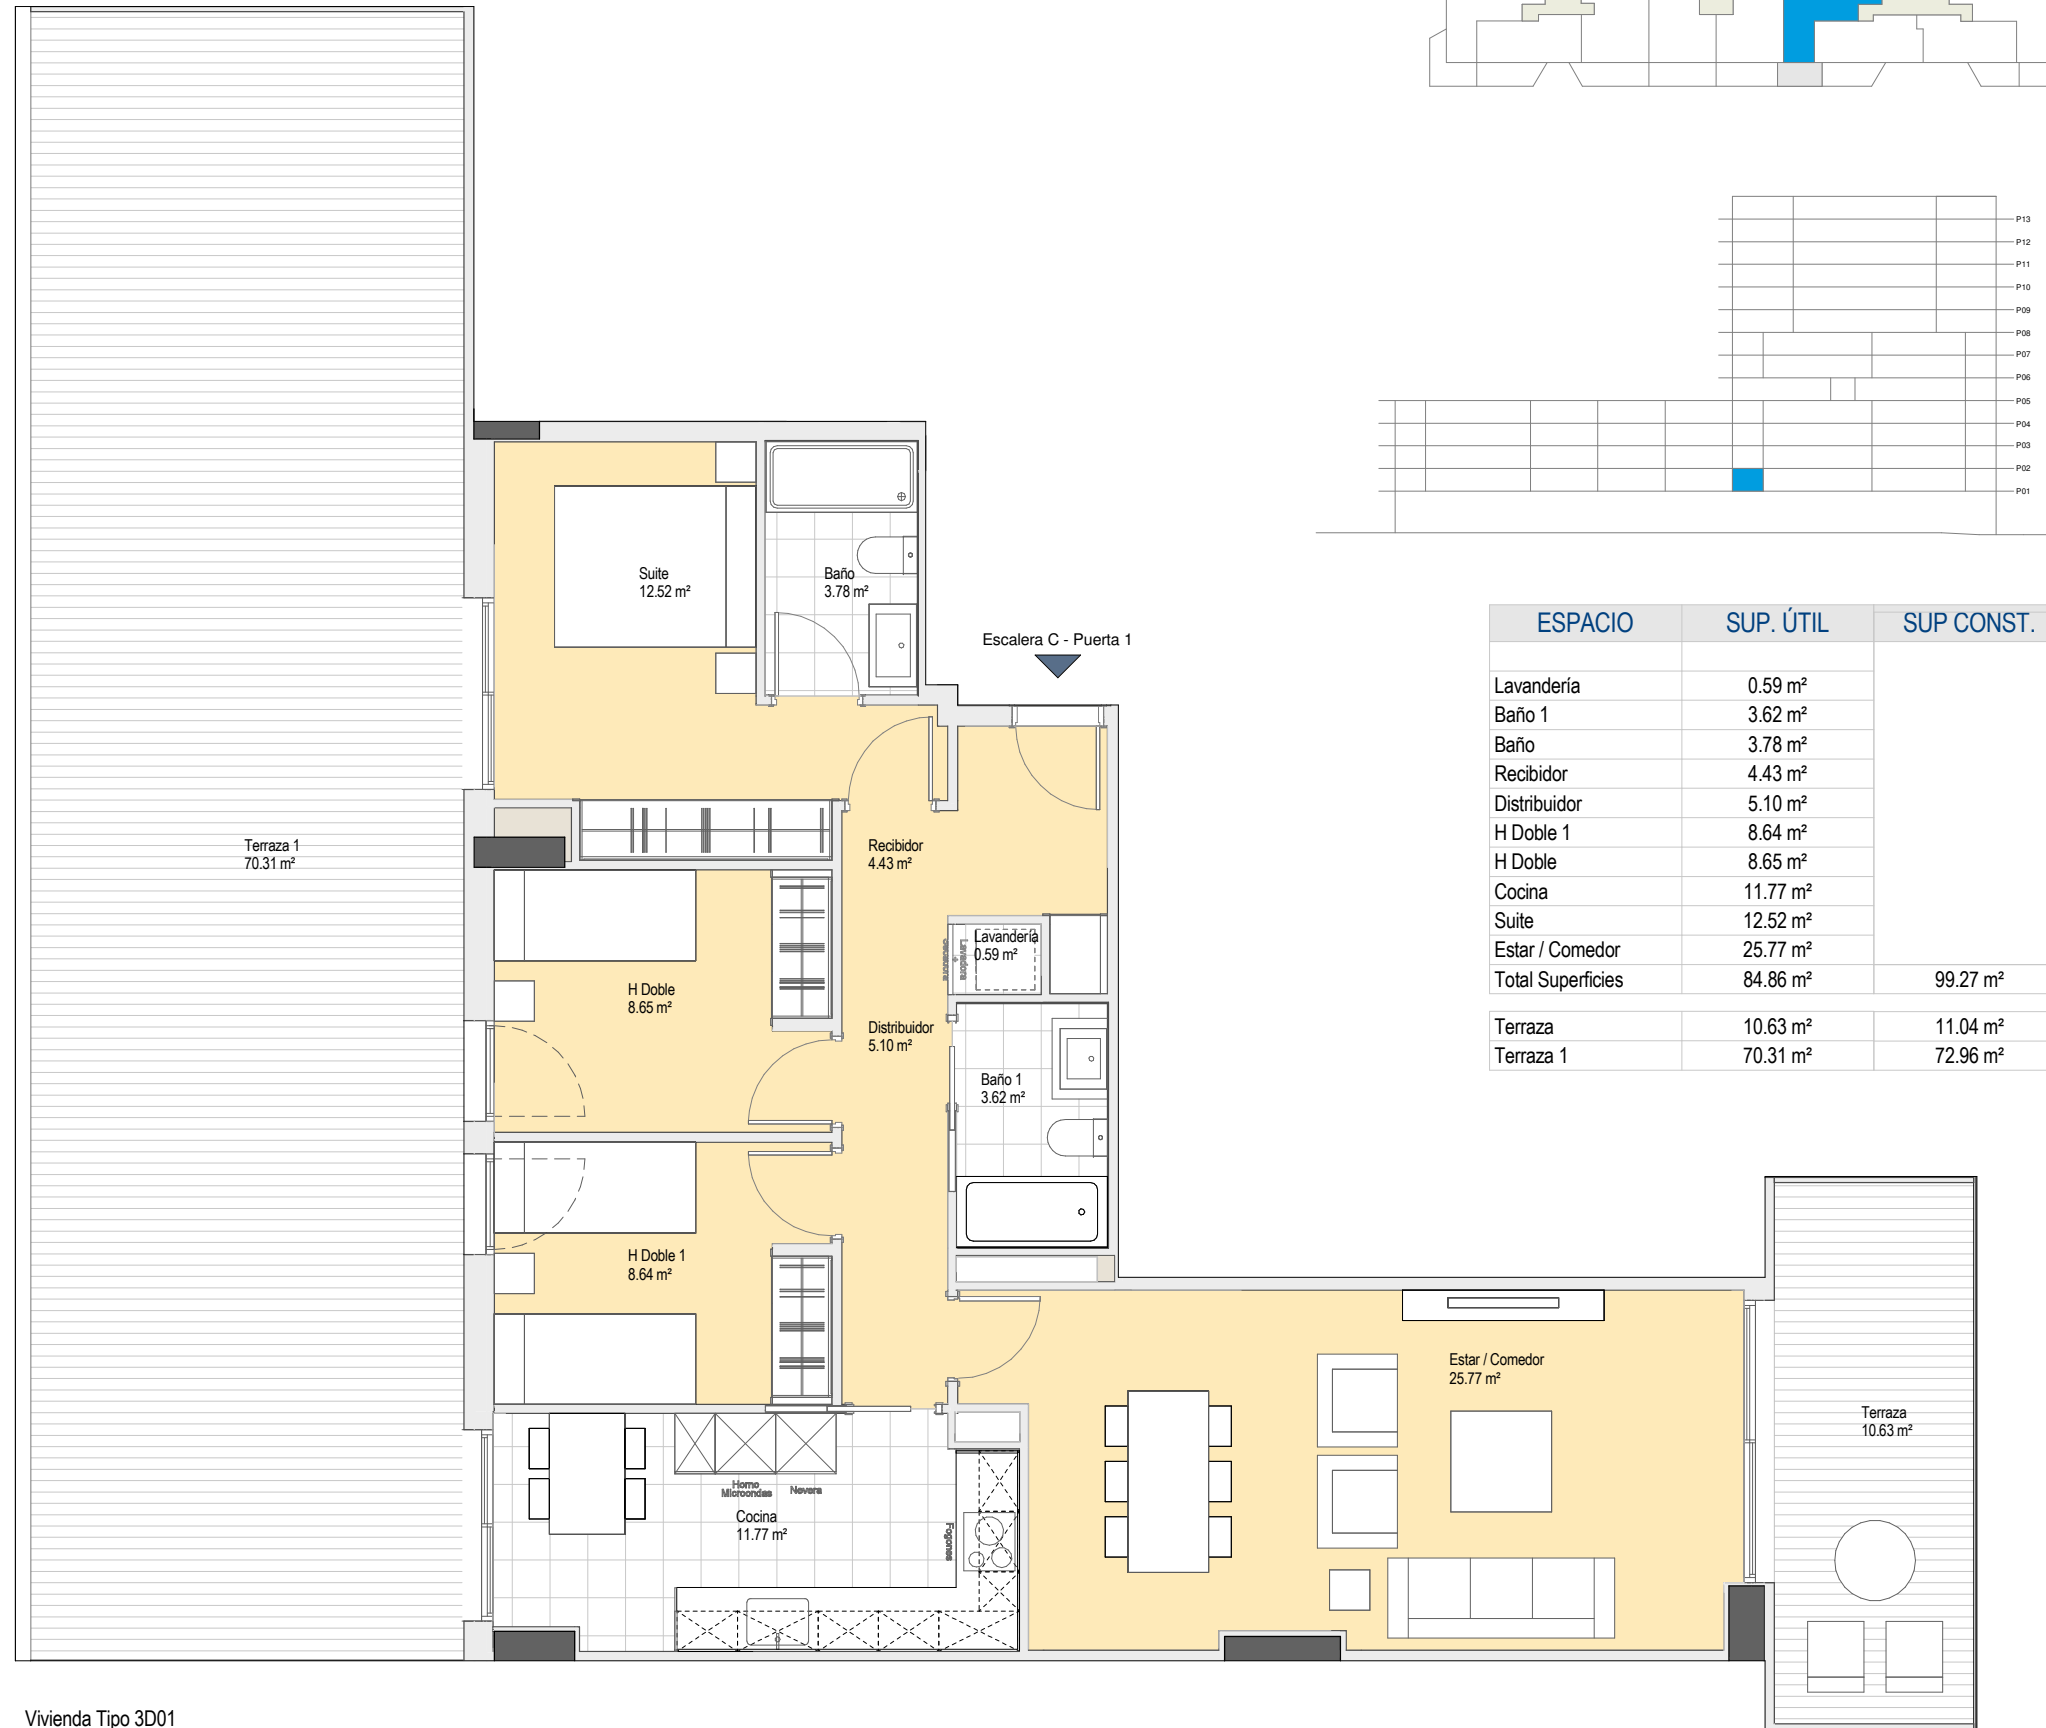 P13
P12
P11
P10
P09
P08
P07
P06
P05
P04
P03
P02
P01
Suite
12.52 m²
Baño
3.78 m²
Escalera C - Puerta 1
Terraza 1
70.31 m²
Recibidor
4.43 m²
Lavandería
0.59 m²
Lavadora
+
Secadora
H Doble
8.65 m²
Distribuidor
5.10 m²
Baño 1
3.62 m²
H Doble 1
8.64 m²
Estar / Comedor
25.77 m²
Terraza
10.63 m²
Horno
Microondas
Nevera
Cocina
11.77 m²
Fogones
ESPACIO SUP. ÚTIL SUP CONST.
Lavandería 0.59 m²
Baño 1 3.62 m²
Baño 3.78 m²
Recibidor 4.43 m²
Distribuidor 5.10 m²
H Doble 1 8.64 m²
H Doble 8.65 m²
Cocina 11.77 m²
Suite 12.52 m²
Estar / Comedor 25.77 m²
Total Superficies 84.86 m² 99.27 m²
Terraza 10.63 m² 11.04 m²
Terraza 1 70.31 m² 72.96 m²
Vivienda Tipo 3D01